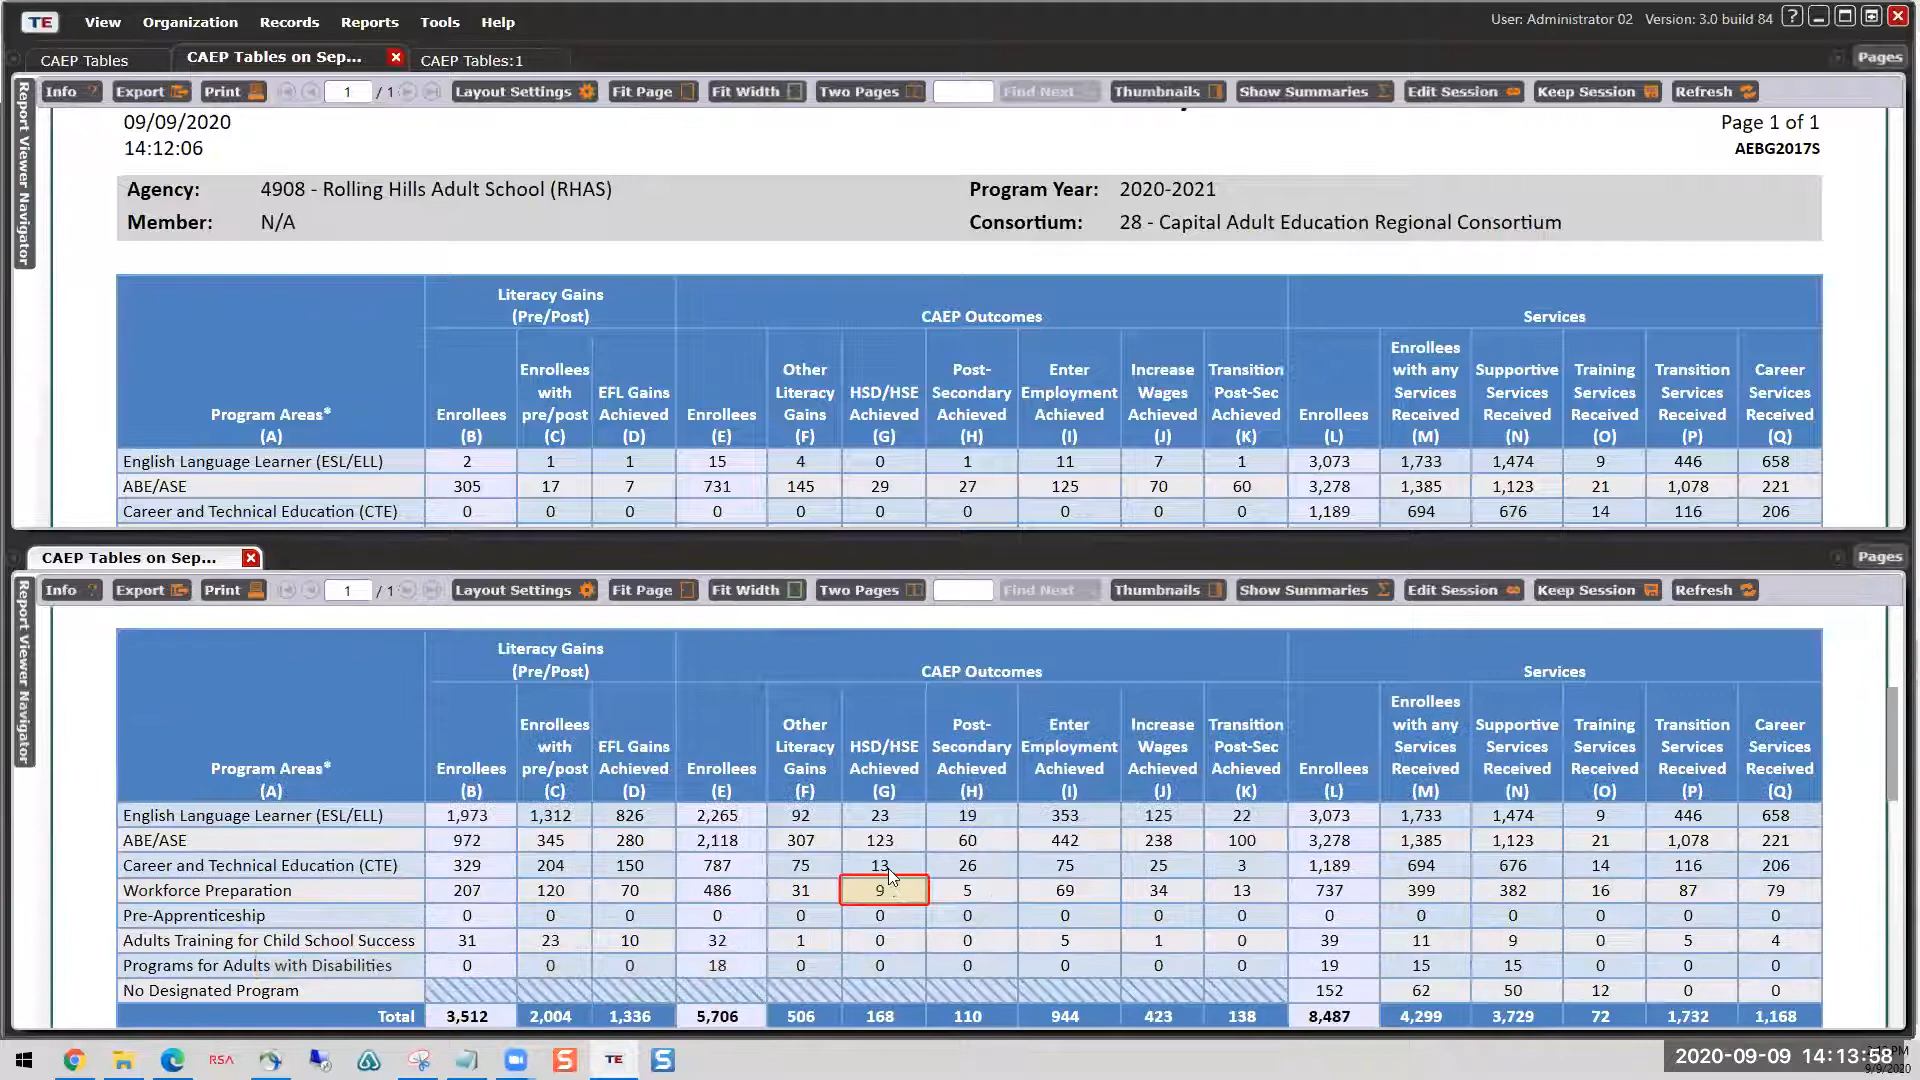 TE View Organization Records Reports Tools Help User: Administrator 02 Version: 3.0 build 84 ?
CAEP Tables CAEP Tables on Sep... CAEP Tables:1 Pages
Report Viewer Navigator
Info ? Export Print 1 / 1 Layout Settings Fit Page Fit Width Two Pages Find Next Thumbnails Show Summaries Edit Session Keep Session Refresh
09/09/2020 Page 1 of 1
14:12:06 AEBG2017S
Agency: 4908 - Rolling Hills Adult School (RHAS) Program Year: 2020-2021
Member: N/A Consortium: 28 - Capital Adult Education Regional Consortium
Literacy Gains
(Pre/Post) CAEP Outcomes Services
Enrollees
Enrollees Other Post- Enter Increase Transition with any Supportive Training Transition Career
with EFL Gains Literacy HSD/HSE Secondary Employment Wages Post-Sec Services Services Services Services Services
Program Areas* Enrollees pre/post Achieved Enrollees Gains Achieved Achieved Achieved Achieved Achieved Enrollees Received Received Received Received Received
(A) (B) (C) (D) (E) (F) (G) (H) (I) (J) (K) (L) (M) (N) (O) (P) (Q)
English Language Learner (ESL/ELL) 2 1 1 15 4 0 1 11 7 1 3,073 1,733 1,474 9 446 658
ABE/ASE 305 17 7 731 145 29 27 125 70 60 3,278 1,385 1,123 21 1,078 221
Career and Technical Education (CTE) 0 0 0 0 0 0 0 0 0 0 1,189 694 676 14 116 206
CAEP Tables on Sep... Pages
Report Viewer Navigator
Info ? Export Print 1 / 1 Layout Settings Fit Page Fit Width Two Pages Find Next Thumbnails Show Summaries Edit Session Keep Session Refresh
Literacy Gains
(Pre/Post) CAEP Outcomes Services
Enrollees
Enrollees Other Post- Enter Increase Transition with any Supportive Training Transition Career
with EFL Gains Literacy HSD/HSE Secondary Employment Wages Post-Sec Services Services Services Services Services
Program Areas* Enrollees pre/post Achieved Enrollees Gains Achieved Achieved Achieved Achieved Achieved Enrollees Received Received Received Received Received
(A) (B) (C) (D) (E) (F) (G) (H) (I) (J) (K) (L) (M) (N) (O) (P) (Q)
English Language Learner (ESL/ELL) 1,973 1,312 826 2,265 92 23 19 353 125 22 3,073 1,733 1,474 9 446 658
ABE/ASE 972 345 280 2,118 307 123 60 442 238 100 3,278 1,385 1,123 21 1,078 221
Career and Technical Education (CTE) 329 204 150 787 75 13 26 75 25 3 1,189 694 676 14 116 206
Workforce Preparation 207 120 70 486 31 9 5 69 34 13 737 399 382 16 87 79
Pre-Apprenticeship 0 0 0 0 0 0 0 0 0 0 0 0 0 0 0 0
Adults Training for Child School Success 31 23 10 32 1 0 0 5 1 0 39 11 9 0 5 4
Programs for Adults with Disabilities 0 0 0 18 0 0 0 0 0 0 19 15 15 0 0 0
No Designated Program 152 62 50 12 0 0
Total 3,512 2,004 1,336 5,706 506 168 110 944 423 138 8,487 4,299 3,729 72 1,732 1,168
RSA S TE S 2020-09-09 14:13:58
9/9/2020